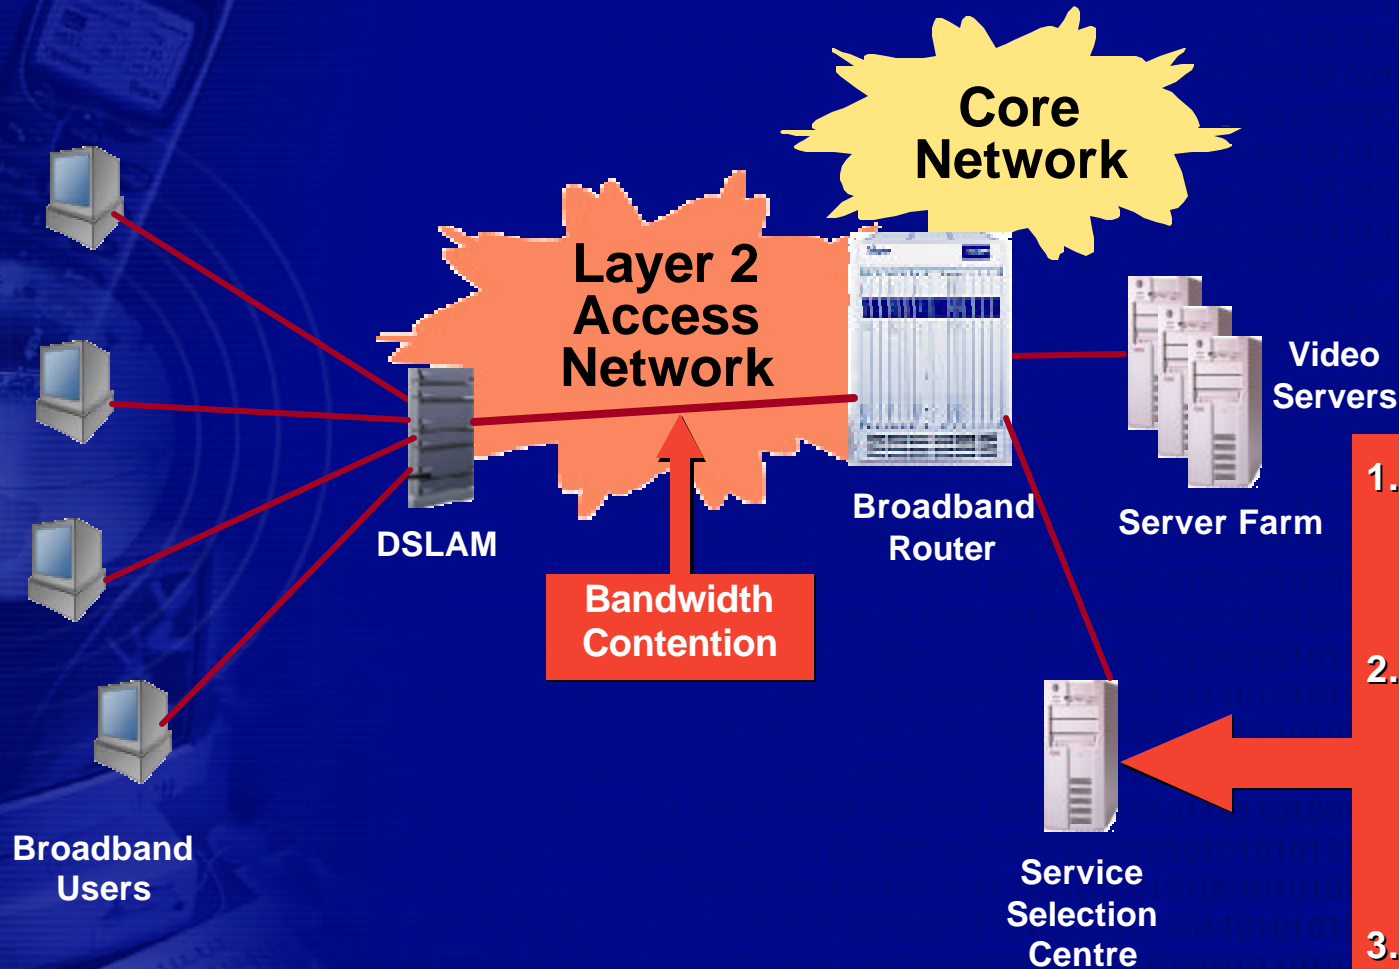 Core
Network
Layer 2
Access
Network
Video
Servers
Server Farm
Broadband
Router
DSLAM
Bandwidth
Contention
1.
2.
3.
Broadband
Users
Service
Selection
Centre